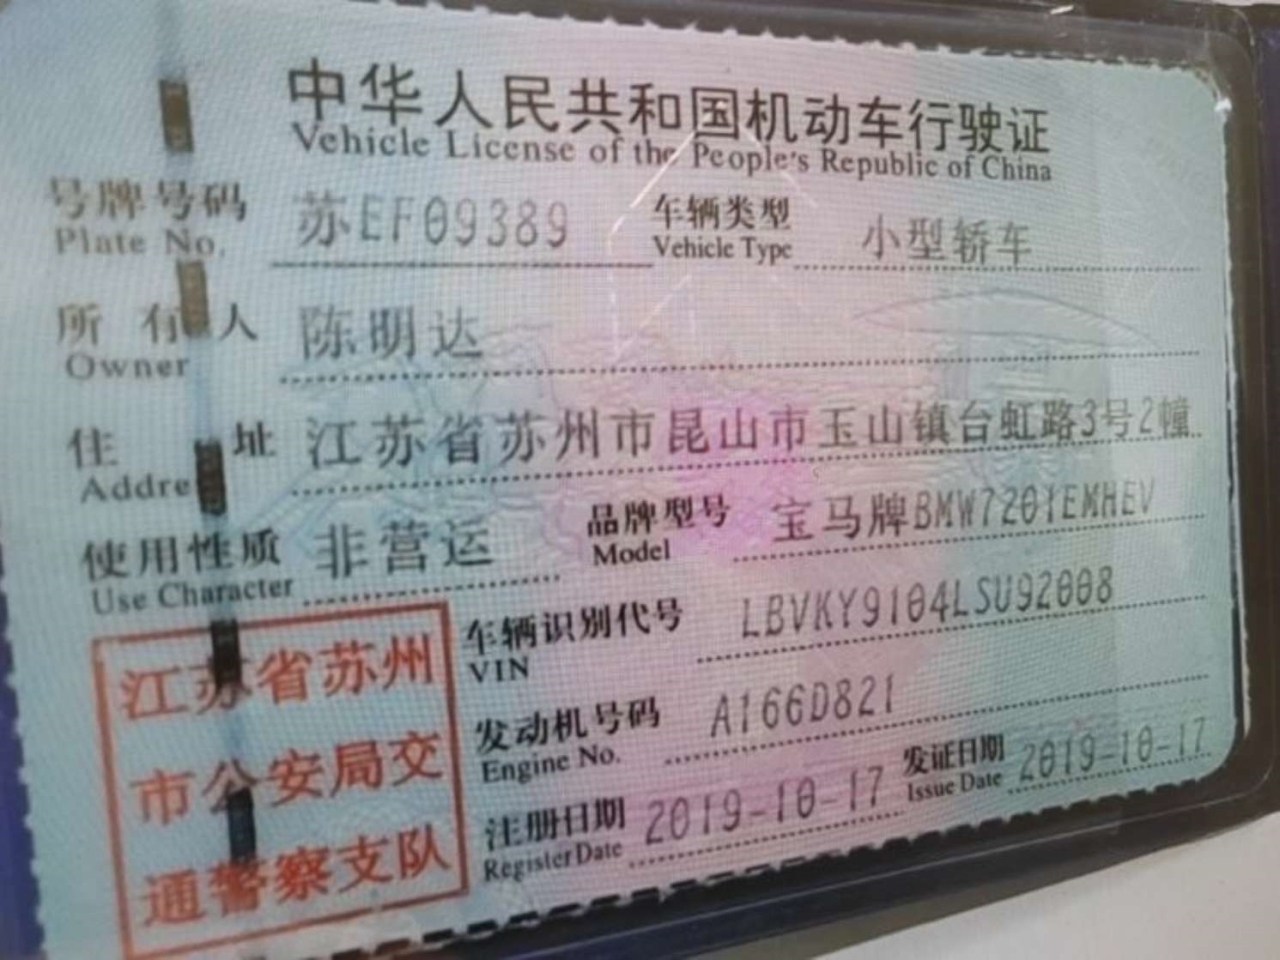 中华人民共和国机动车行驶证
Vehicle License of the People's Republic of China
号牌号码 苏EF09389 车辆类型 小型轿车
Plate No. Vehicle Type
所有人 陈明达
Owner
住址 江苏省苏州市昆山市玉山镇台虹路3号2幢
Addre
使用性质 非营运 品牌型号 宝马牌BMW7201EMHEV
Use Character Model
车辆识别代号 LBVKY9104LSU92008
VIN
发动机号码 A166D821
Engine No.
注册日期 2019-10-17 发证日期 2019-10-17
Register Date Issue Date
江苏省苏州
市公安局交
通警察支队